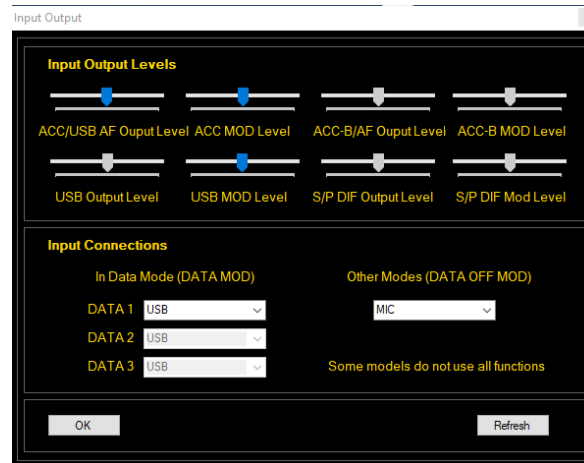 Input Output
Input Output Levels
ACC/USB AF Ouput Level ACC MOD Level ACC-B/AF Ouput Level ACC-B MOD Level
USB Output Level USB MOD Level S/P DIF Output Level S/P DIF Mod Level
Input Connections
In Data Mode (DATA MOD) Other Modes (DATA OFF MOD)
DATA 1 USB MIC
DATA 2 USB
DATA 3 USB Some models do not use all functions
OK Refresh